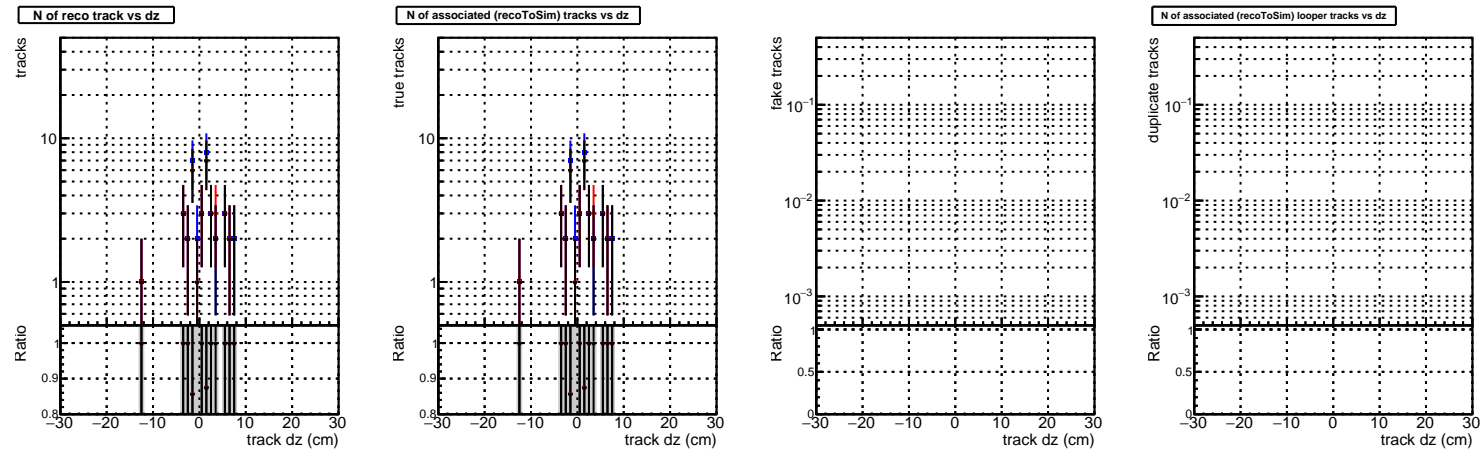 N of reco track vs dz
tracks
10
1
Ratio
1
0.9
0.8
−30 −20 −10 0 10 20 30
track dz (cm)
N of associated (recoToSim) tracks vs dz
true tracks
10
1
Ratio
1
0.9
0.8
−30 −20 −10 0 10 20 30
track dz (cm)
fake tracks
10−1
10−2
10−3
Ratio
1
0.5
0
−30 −20 −10 0 10 20 30
track dz (cm)
N of associated (recoToSim) looper tracks vs dz
duplicate tracks
10−1
10−2
10−3
Ratio
1
0.5
0
−30 −20 −10 0 10 20 30
track dz (cm)